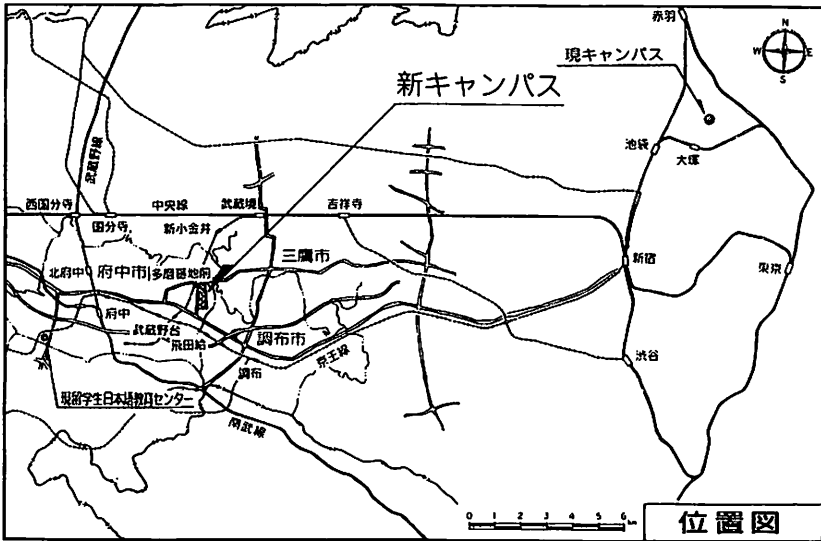 赤羽
N
W E
S
現キャンパス
新キャンパス
池袋
大塚
武蔵野線
西国分寺
国分寺
中央線
武蔵境
吉祥寺
新小金井
新宿
東京
北府中
府中市
多磨墓地前
三鷹市
府中
武蔵野台
飛田給
調布市
京王線
調布
渋谷
現留学生日本語教育センター
南武線
0 1 2 3 4 5 6 km
位置図